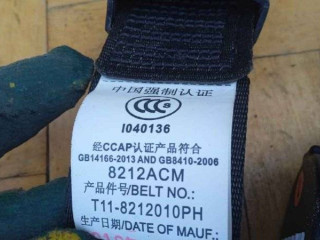 中国强制认证
CCC
I040136
经CCAP认证产品符合
GB14166-2013 AND GB8410-2006
8212ACM
产品件号/BELT NO.:
T11-8212010PH
生产日期/DATE OF MAUF.: